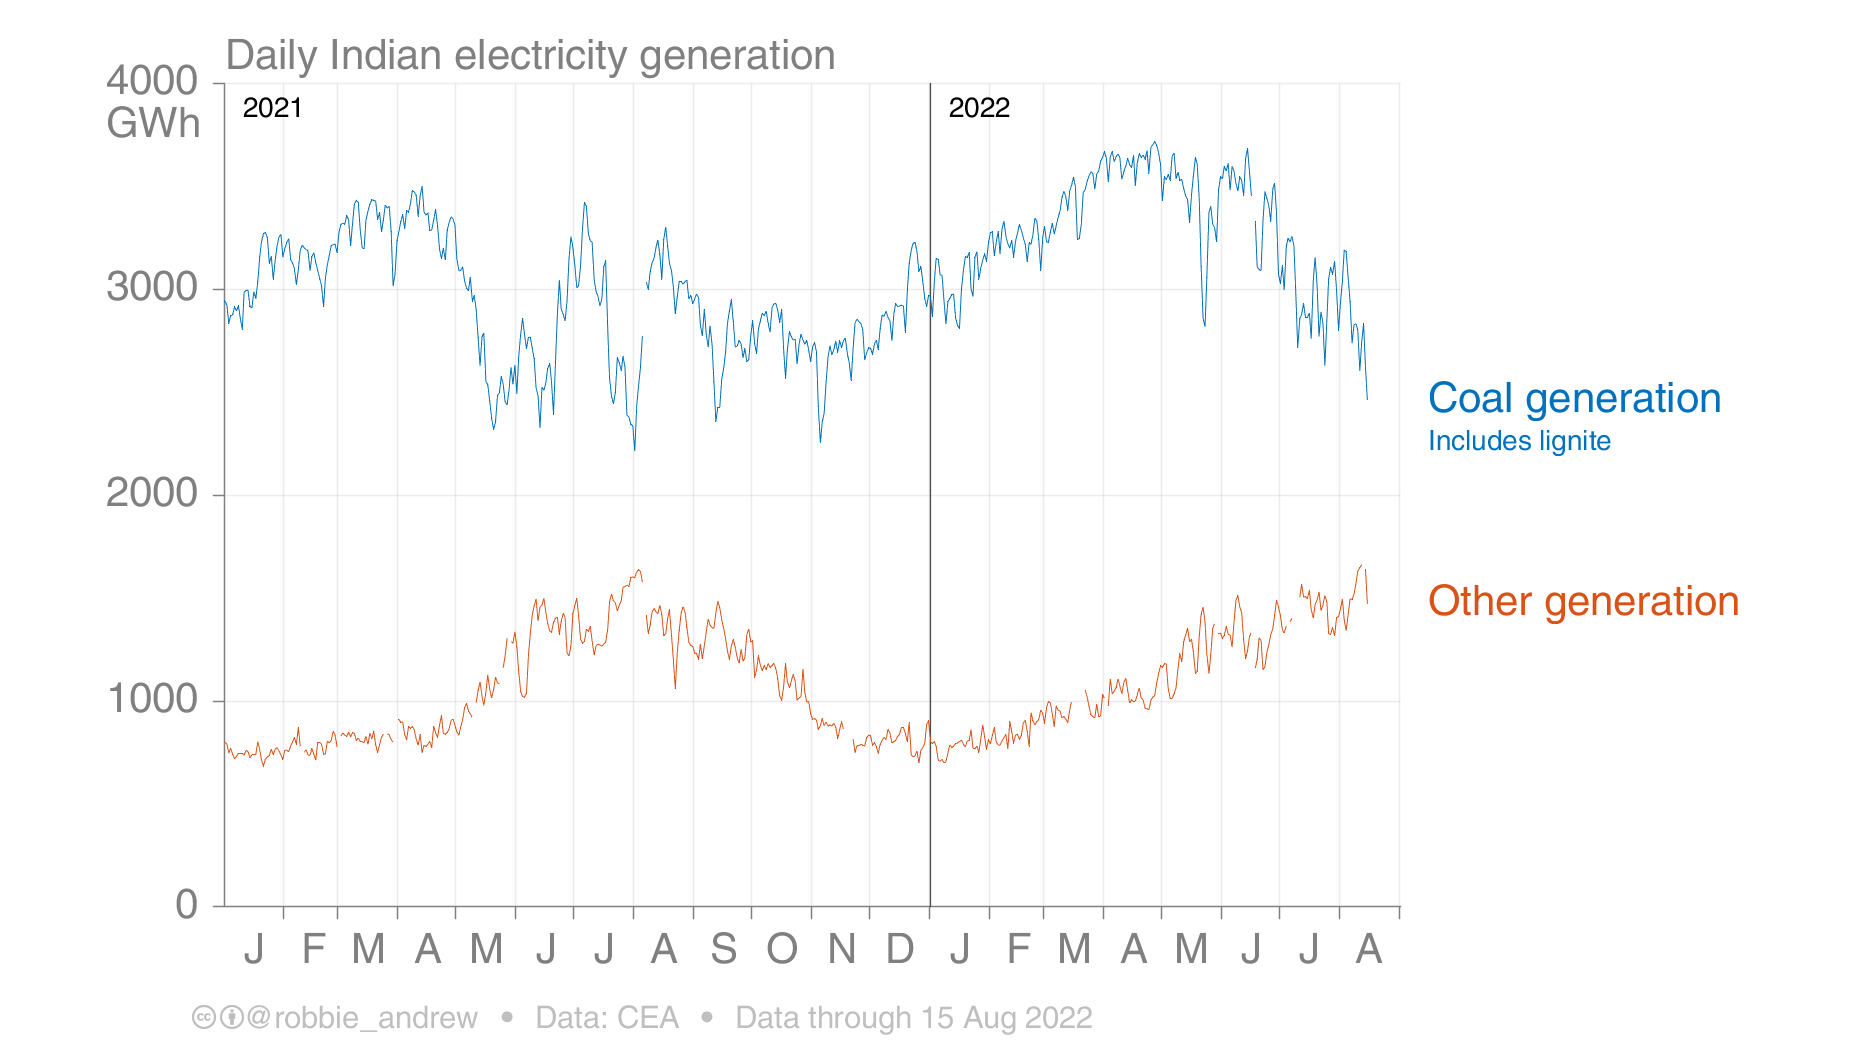 Daily Indian electricity generation
4000
GWh
2021
2022
3000
2000
1000
0
Coal generation
Includes lignite
Other generation
J F M A M J J A S O N D J F M A M J J A
@robbie_andrew • Data: CEA • Data through 15 Aug 2022